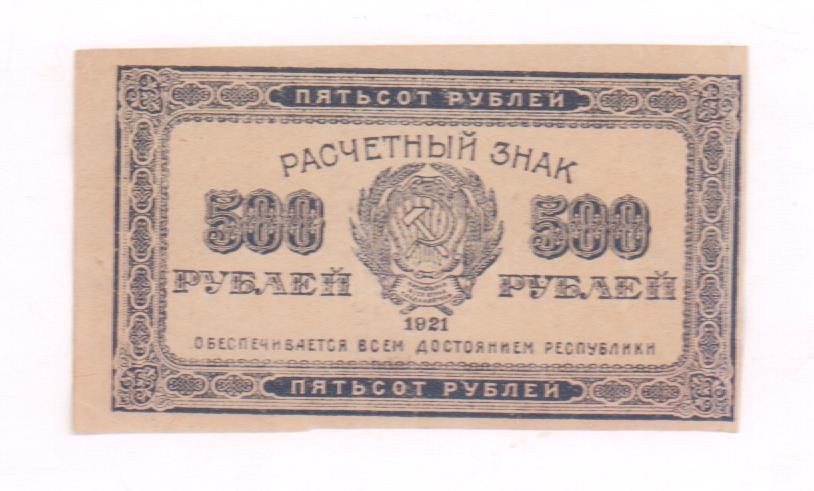 ПЯТЬСОТ РУБЛЕЙ
РАСЧЕТНЫЙ ЗНАК
500 500
РУБЛЕЙ РУБЛЕЙ
1921
ОБЕСПЕЧИВАЕТСЯ ВСЕМ ДОСТОЯНИЕМ РЕСПУБЛИКИ
ПЯТЬСОТ РУБЛЕЙ